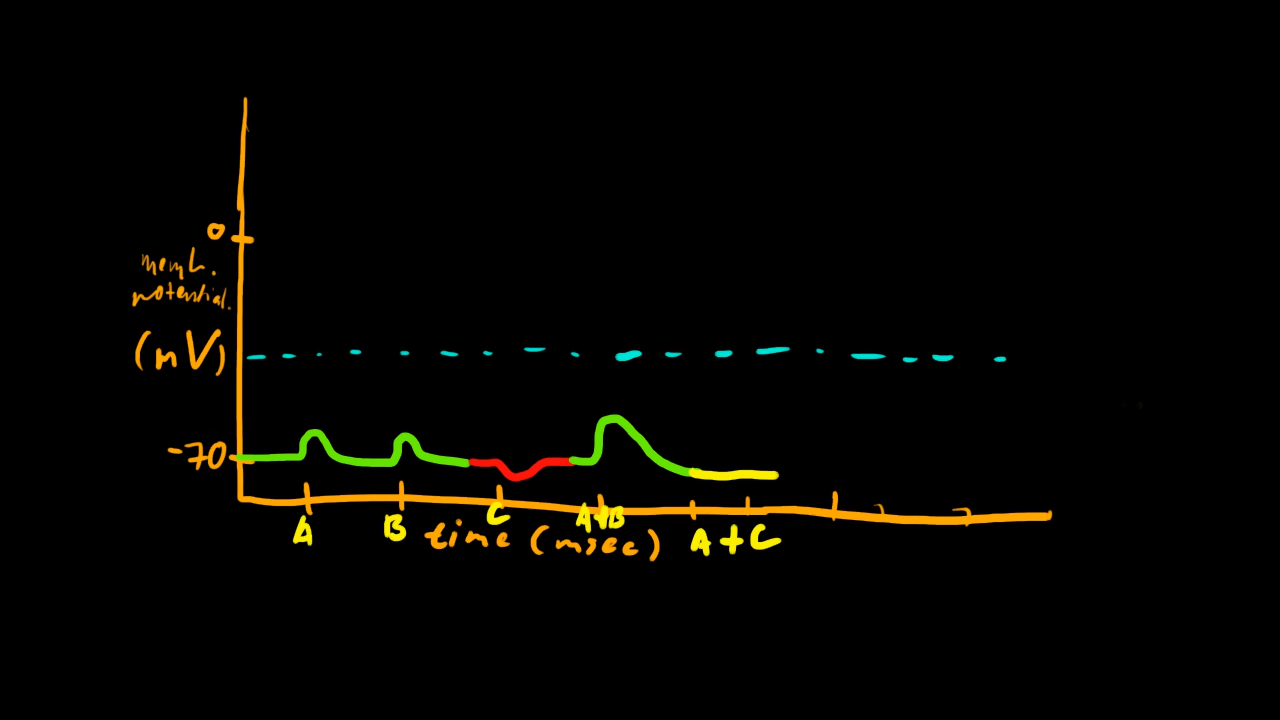 0
memb.
potential.
(mV)
-70
A B C A+B A + C
time (msec)